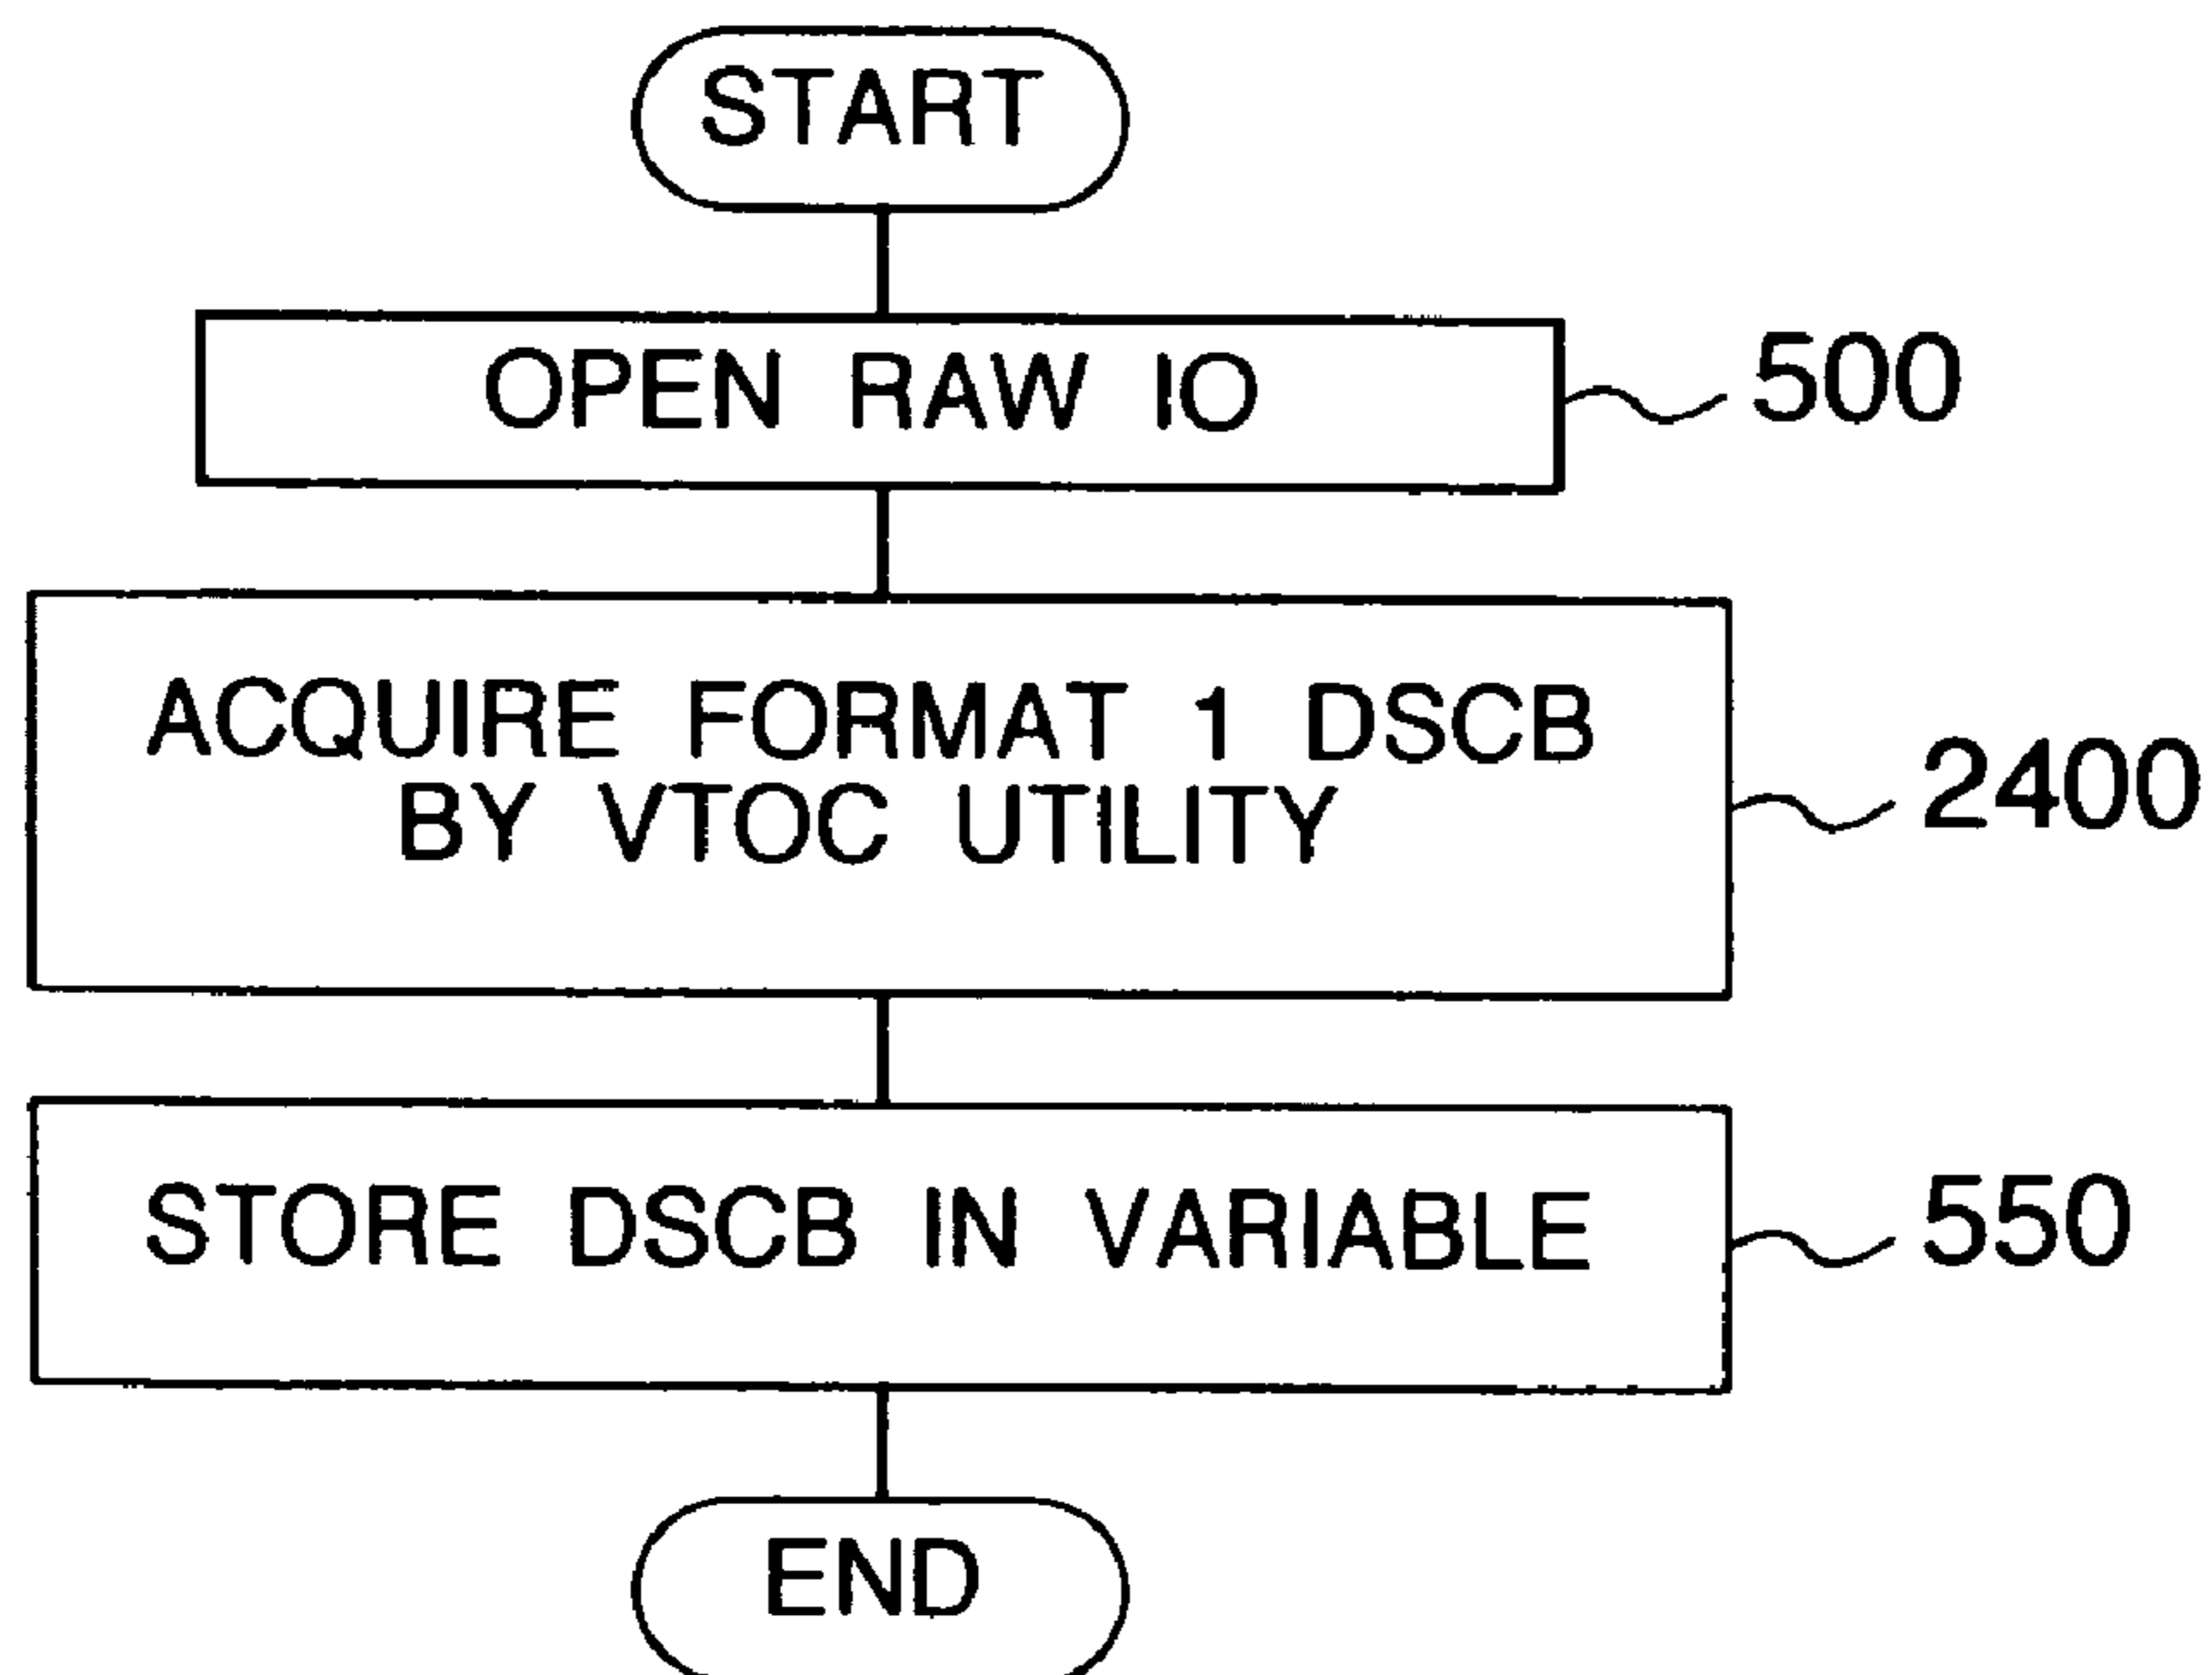 START
OPEN RAW IO
500
ACQUIRE FORMAT 1 DSCB
BY VTOC UTILITY
2400
STORE DSCB IN VARIABLE
550
END